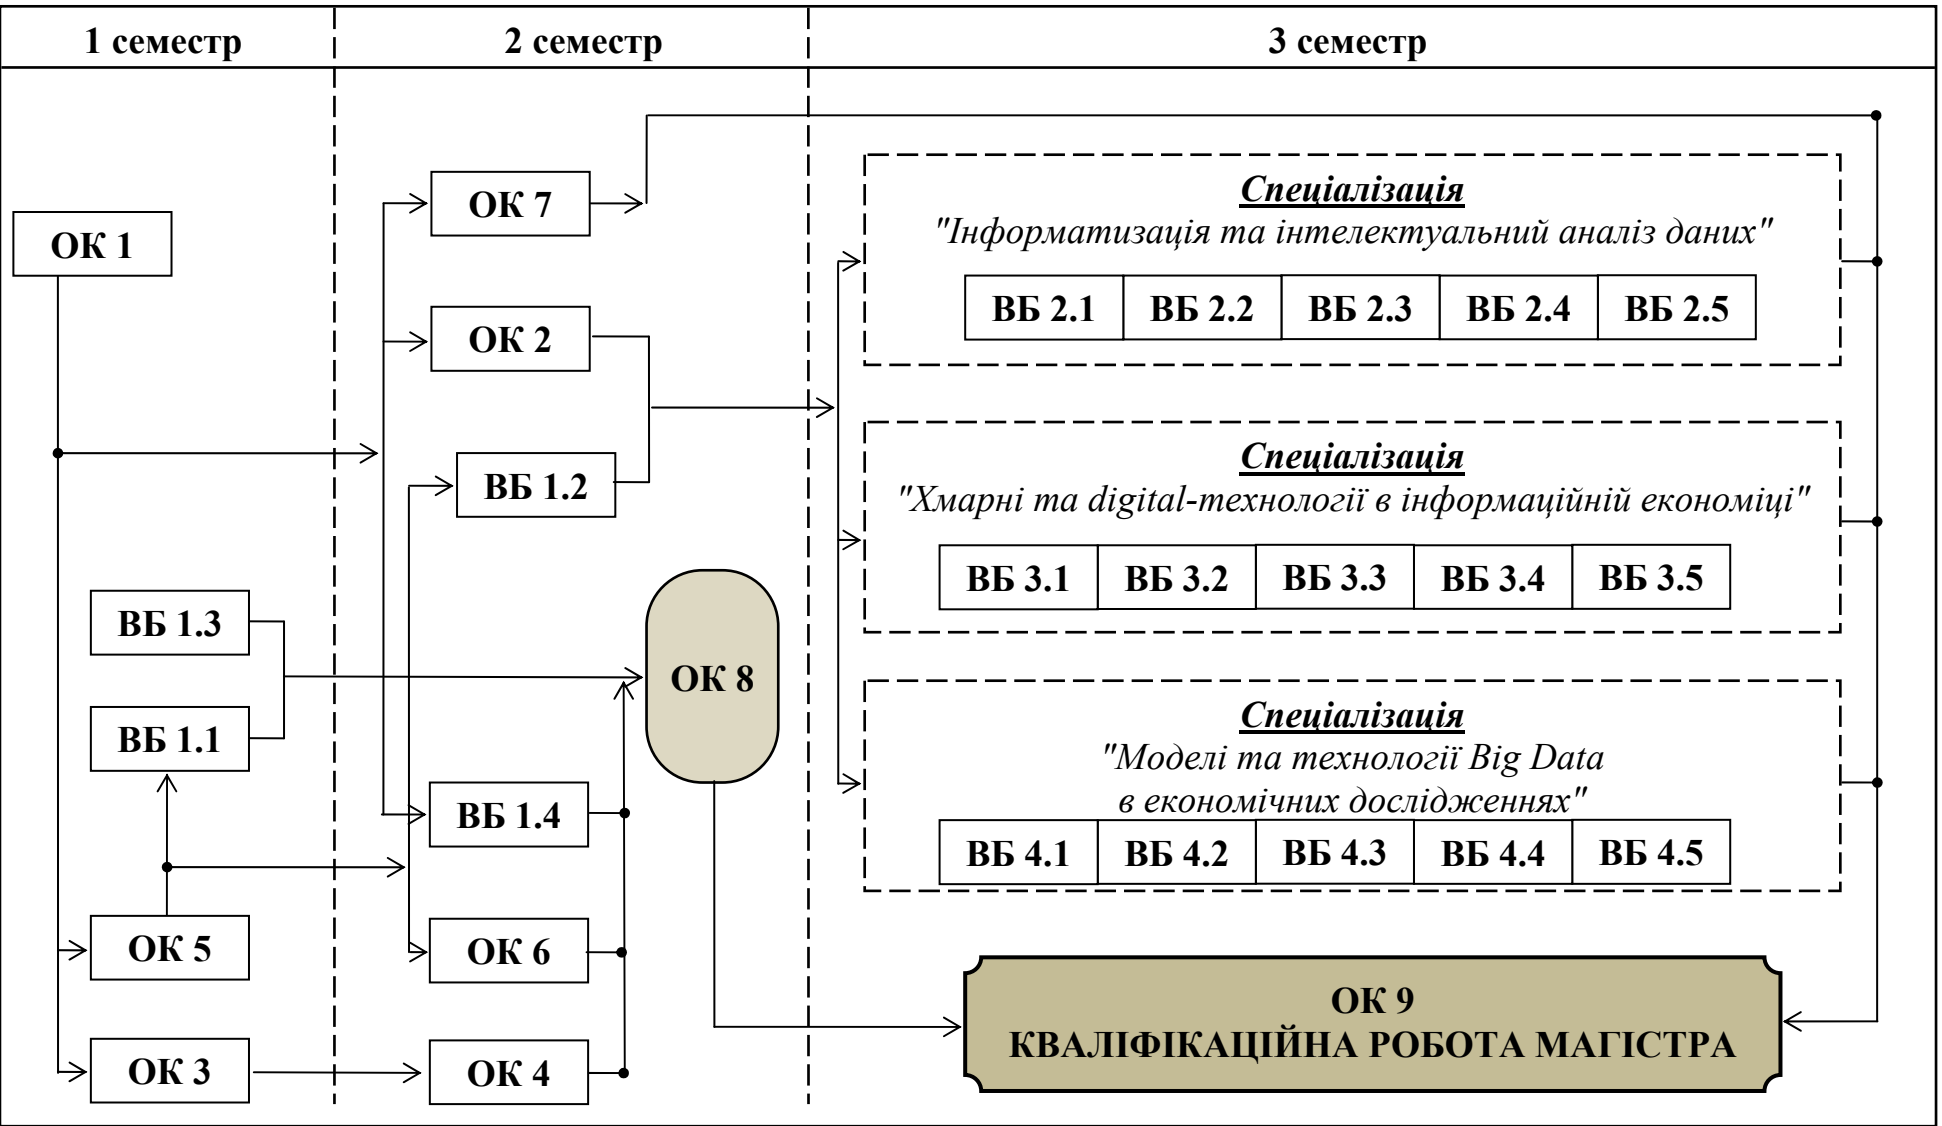 1 семестр
2 семестр
3 семестр
ОК 1
ВБ 1.3
ВБ 1.1
ОК 5
ОК 3
ОК 7
ОК 2
ВБ 1.2
ОК 8
ВБ 1.4
ОК 6
ОК 4
Спеціалізація
"Інформатизація та інтелектуальний аналіз даних"
ВБ 2.1 ВБ 2.2 ВБ 2.3 ВБ 2.4 ВБ 2.5
Спеціалізація
"Хмарні та digital-технології в інформаційній економіці"
ВБ 3.1 ВБ 3.2 ВБ 3.3 ВБ 3.4 ВБ 3.5
Спеціалізація
"Моделі та технології Big Data
в економічних дослідженнях"
ВБ 4.1 ВБ 4.2 ВБ 4.3 ВБ 4.4 ВБ 4.5
ОК 9
КВАЛІФІКАЦІЙНА РОБОТА МАГІСТРА